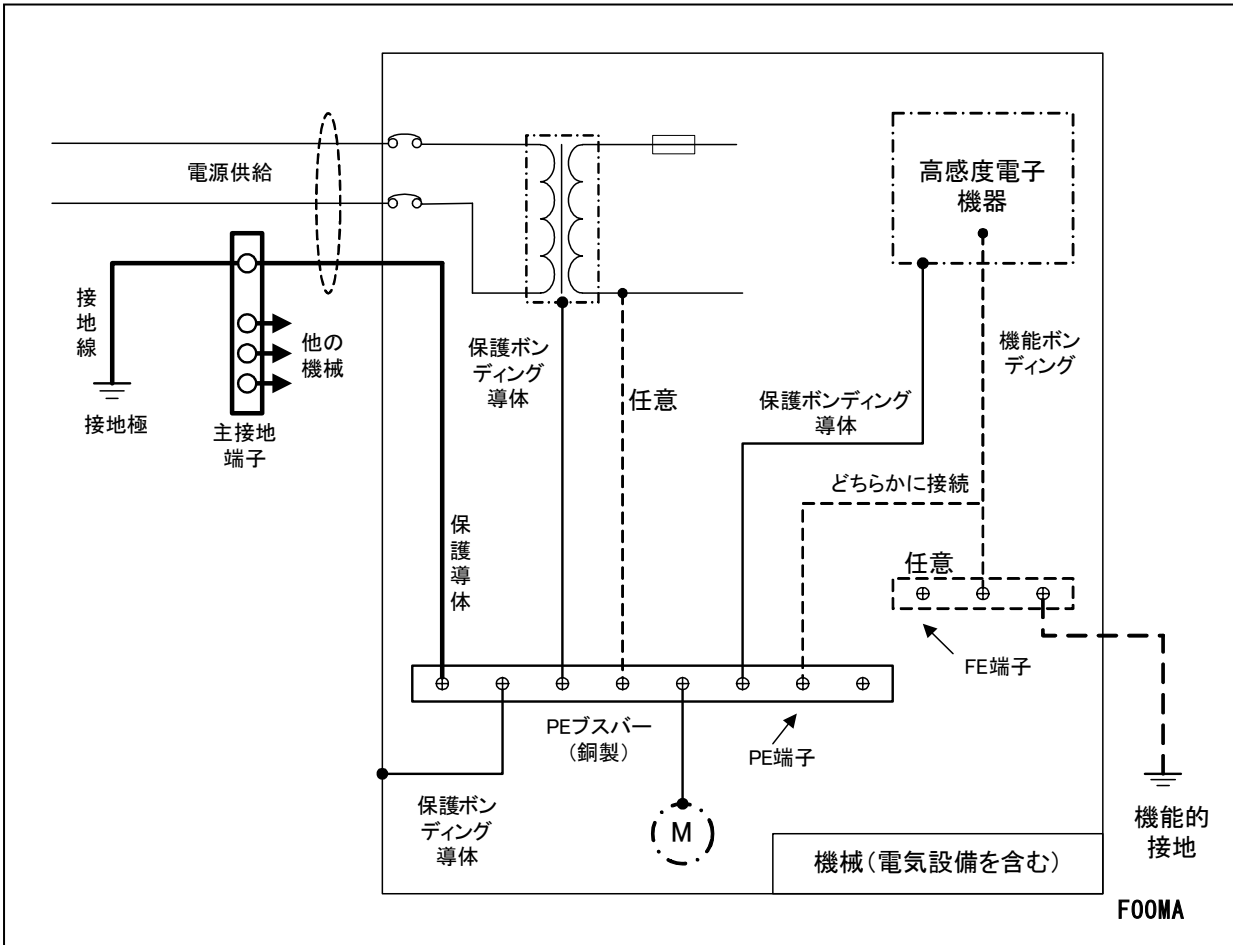 電源供給
高感度電子
機器
接地線
他の
機械
接地極
主接地
端子
保護ボン
ディング
導体
任意
機能ボン
ディング
保護ボンディング
導体
どちらかに接続
保護導体
任意
FE端子
PEブスバー
(銅製)
PE端子
保護ボン
ディング
導体
M
機械(電気設備を含む)
機能的
接地
FOOMA